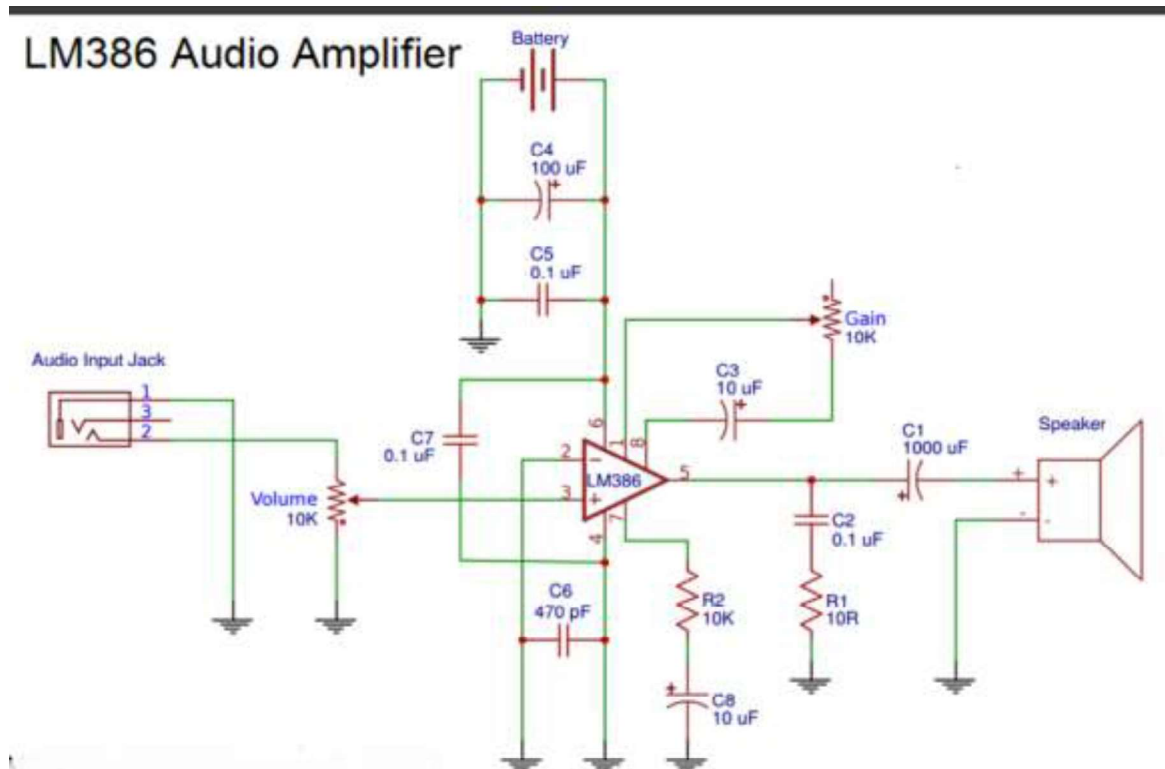 LM386 Audio Amplifier
Battery
C4
100 uF
+
C5
0.1 uF
Gain
10K
Audio Input Jack
1
3
2
C3
10 uF
+
C7
0.1 uF
6
1
8
2
3
LM386
5
7
4
Volume
10K
C1
1000 uF
+
Speaker
+
+
-
-
C2
0.1 uF
C6
470 pF
R2
10K
R1
10R
+
C8
10 uF